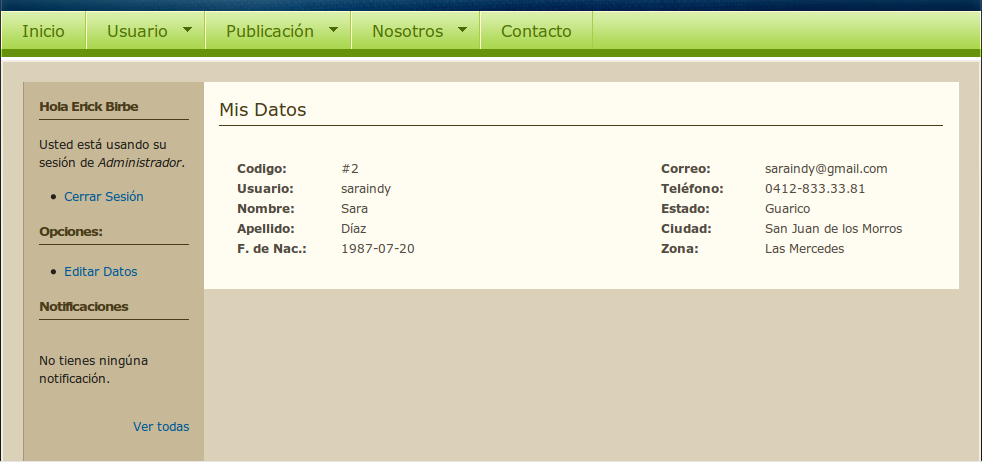 Inicio Usuario Publicación Nosotros Contacto
Hola Erick Birbe
Usted está usando su
sesión de Administrador.
Cerrar Sesión
Opciones:
Editar Datos
Notificaciones
No tienes ningúna
notificación.
Ver todas
Mis Datos
Codigo: #2 Correo: saraindy@gmail.com
Usuario: saraindy Teléfono: 0412-833.33.81
Nombre: Sara Estado: Guarico
Apellido: Díaz Ciudad: San Juan de los Morros
F. de Nac.: 1987-07-20 Zona: Las Mercedes